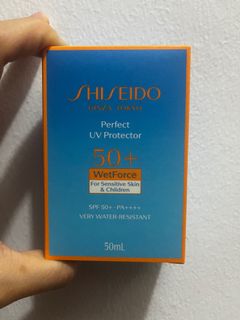 SHISEIDO
GINZA TOKYO
Perfect
UV Protector
50+
WetForce
For Sensitive Skin
& Children
SPF 50+・PA++++
VERY WATER-RESISTANT
50mL